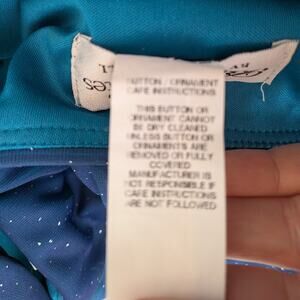 BUTTON / ORNAMENT
CARE INSTRUCTIONS
THIS BUTTON OR
ORNAMENT CANNOT
BE DRY CLEANED
UNLESS BUTTON OR
ORNAMENTS ARE
REMOVED OR FULLY
COVERED
MANUFACTURER IS
NOT RESPONSIBLE IF
CARE INSTRUCTIONS
ARE NOT FOLLOWED